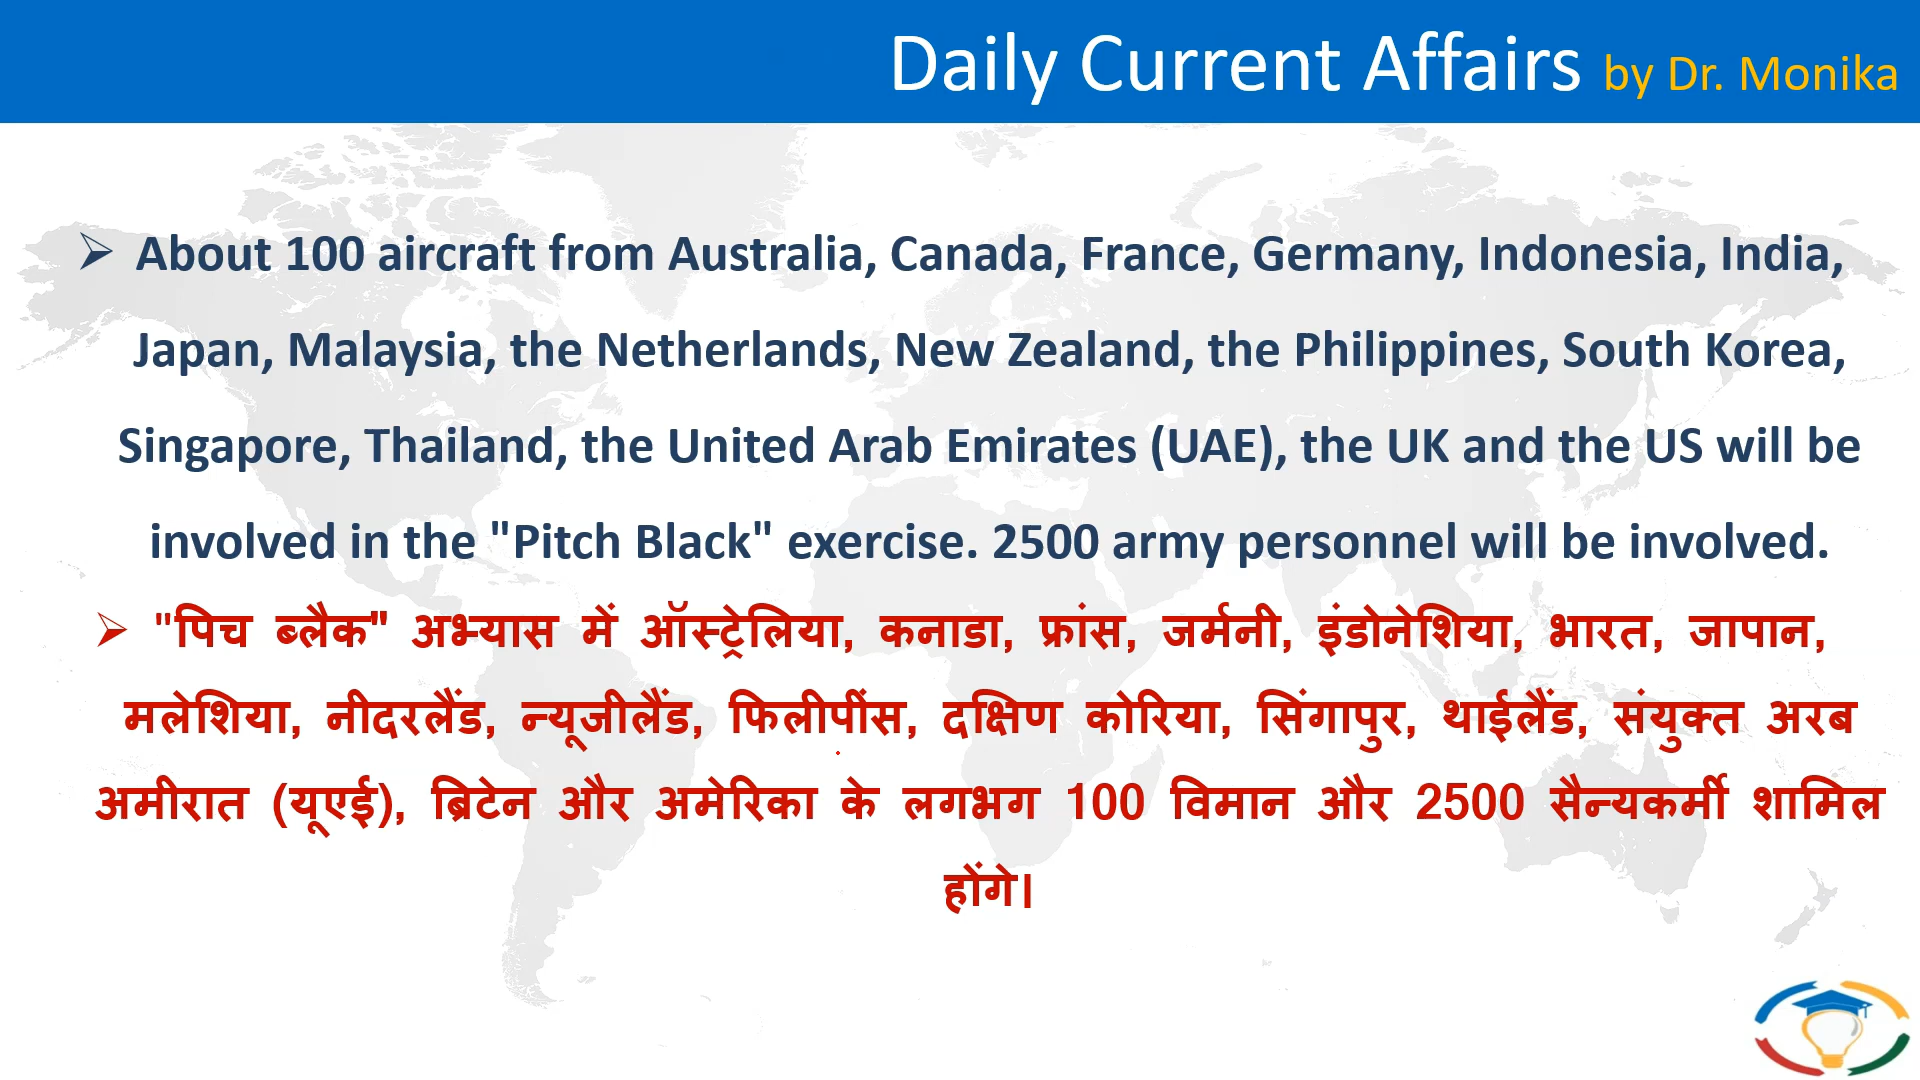 Daily Current Affairs by Dr. Monika
➢ About 100 aircraft from Australia, Canada, France, Germany, Indonesia, India,
Japan, Malaysia, the Netherlands, New Zealand, the Philippines, South Korea,
Singapore, Thailand, the United Arab Emirates (UAE), the UK and the US will be
involved in the "Pitch Black" exercise. 2500 army personnel will be involved.
➢ "पिच ब्लैक" अभ्यास में ऑस्ट्रेलिया, कनाडा, फ्रांस, जर्मनी, इंडोनेशिया, भारत, जापान,
मलेशिया, नीदरलैंड, न्यूजीलैंड, फिलीपींस, दक्षिण कोरिया, सिंगापुर, थाईलैंड, संयुक्त अरब
अमीरात (यूएई), ब्रिटेन और अमेरिका के लगभग 100 विमान और 2500 सैन्यकर्मी शामिल
होंगे।